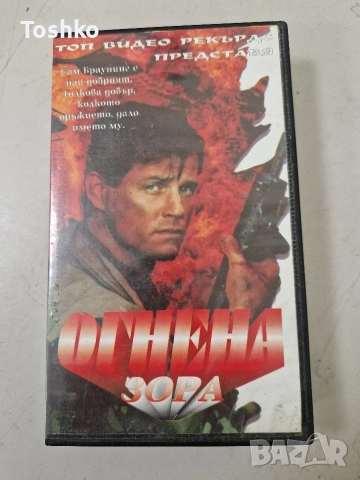 Toshko
ТОП ВИДЕО РЕКЪРДС
ПРЕДСТАВЯ
Сам Браунинг е
най добрият.
Толкова добър,
колкото
оръжието, дало
името му.
ОГНЕНА
ЗОРА
bazar